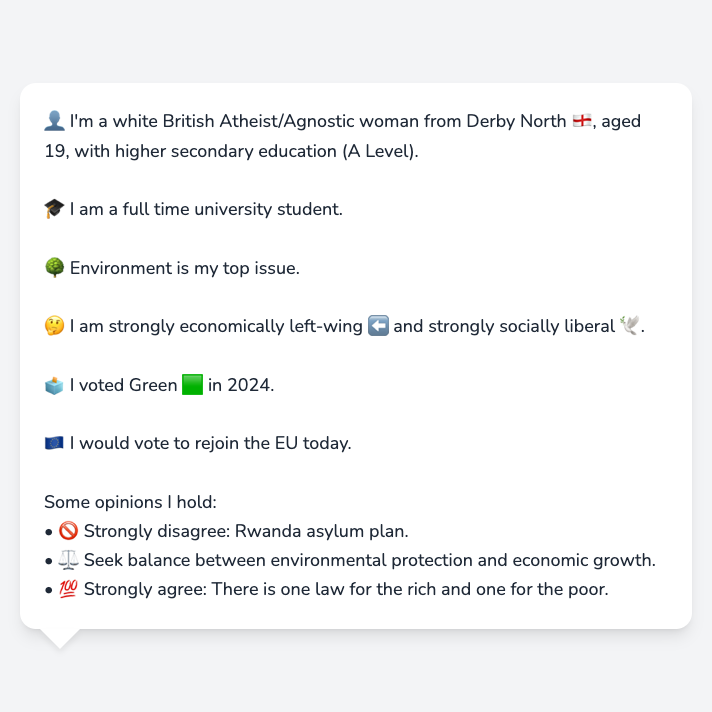 👤 I'm a white British Atheist/Agnostic woman from Derby North 🏴󠁧󠁢󠁥󠁮󠁧󠁿, aged
19, with higher secondary education (A Level).
🎓 I am a full time university student.
🌳 Environment is my top issue.
🤔 I am strongly economically left-wing ⬅️ and strongly socially liberal 🕊️.
🗳️ I voted Green 🟩 in 2024.
🇪🇺 I would vote to rejoin the EU today.
Some opinions I hold:
• 🚫 Strongly disagree: Rwanda asylum plan.
• ⚖️ Seek balance between environmental protection and economic growth.
• 💯 Strongly agree: There is one law for the rich and one for the poor.